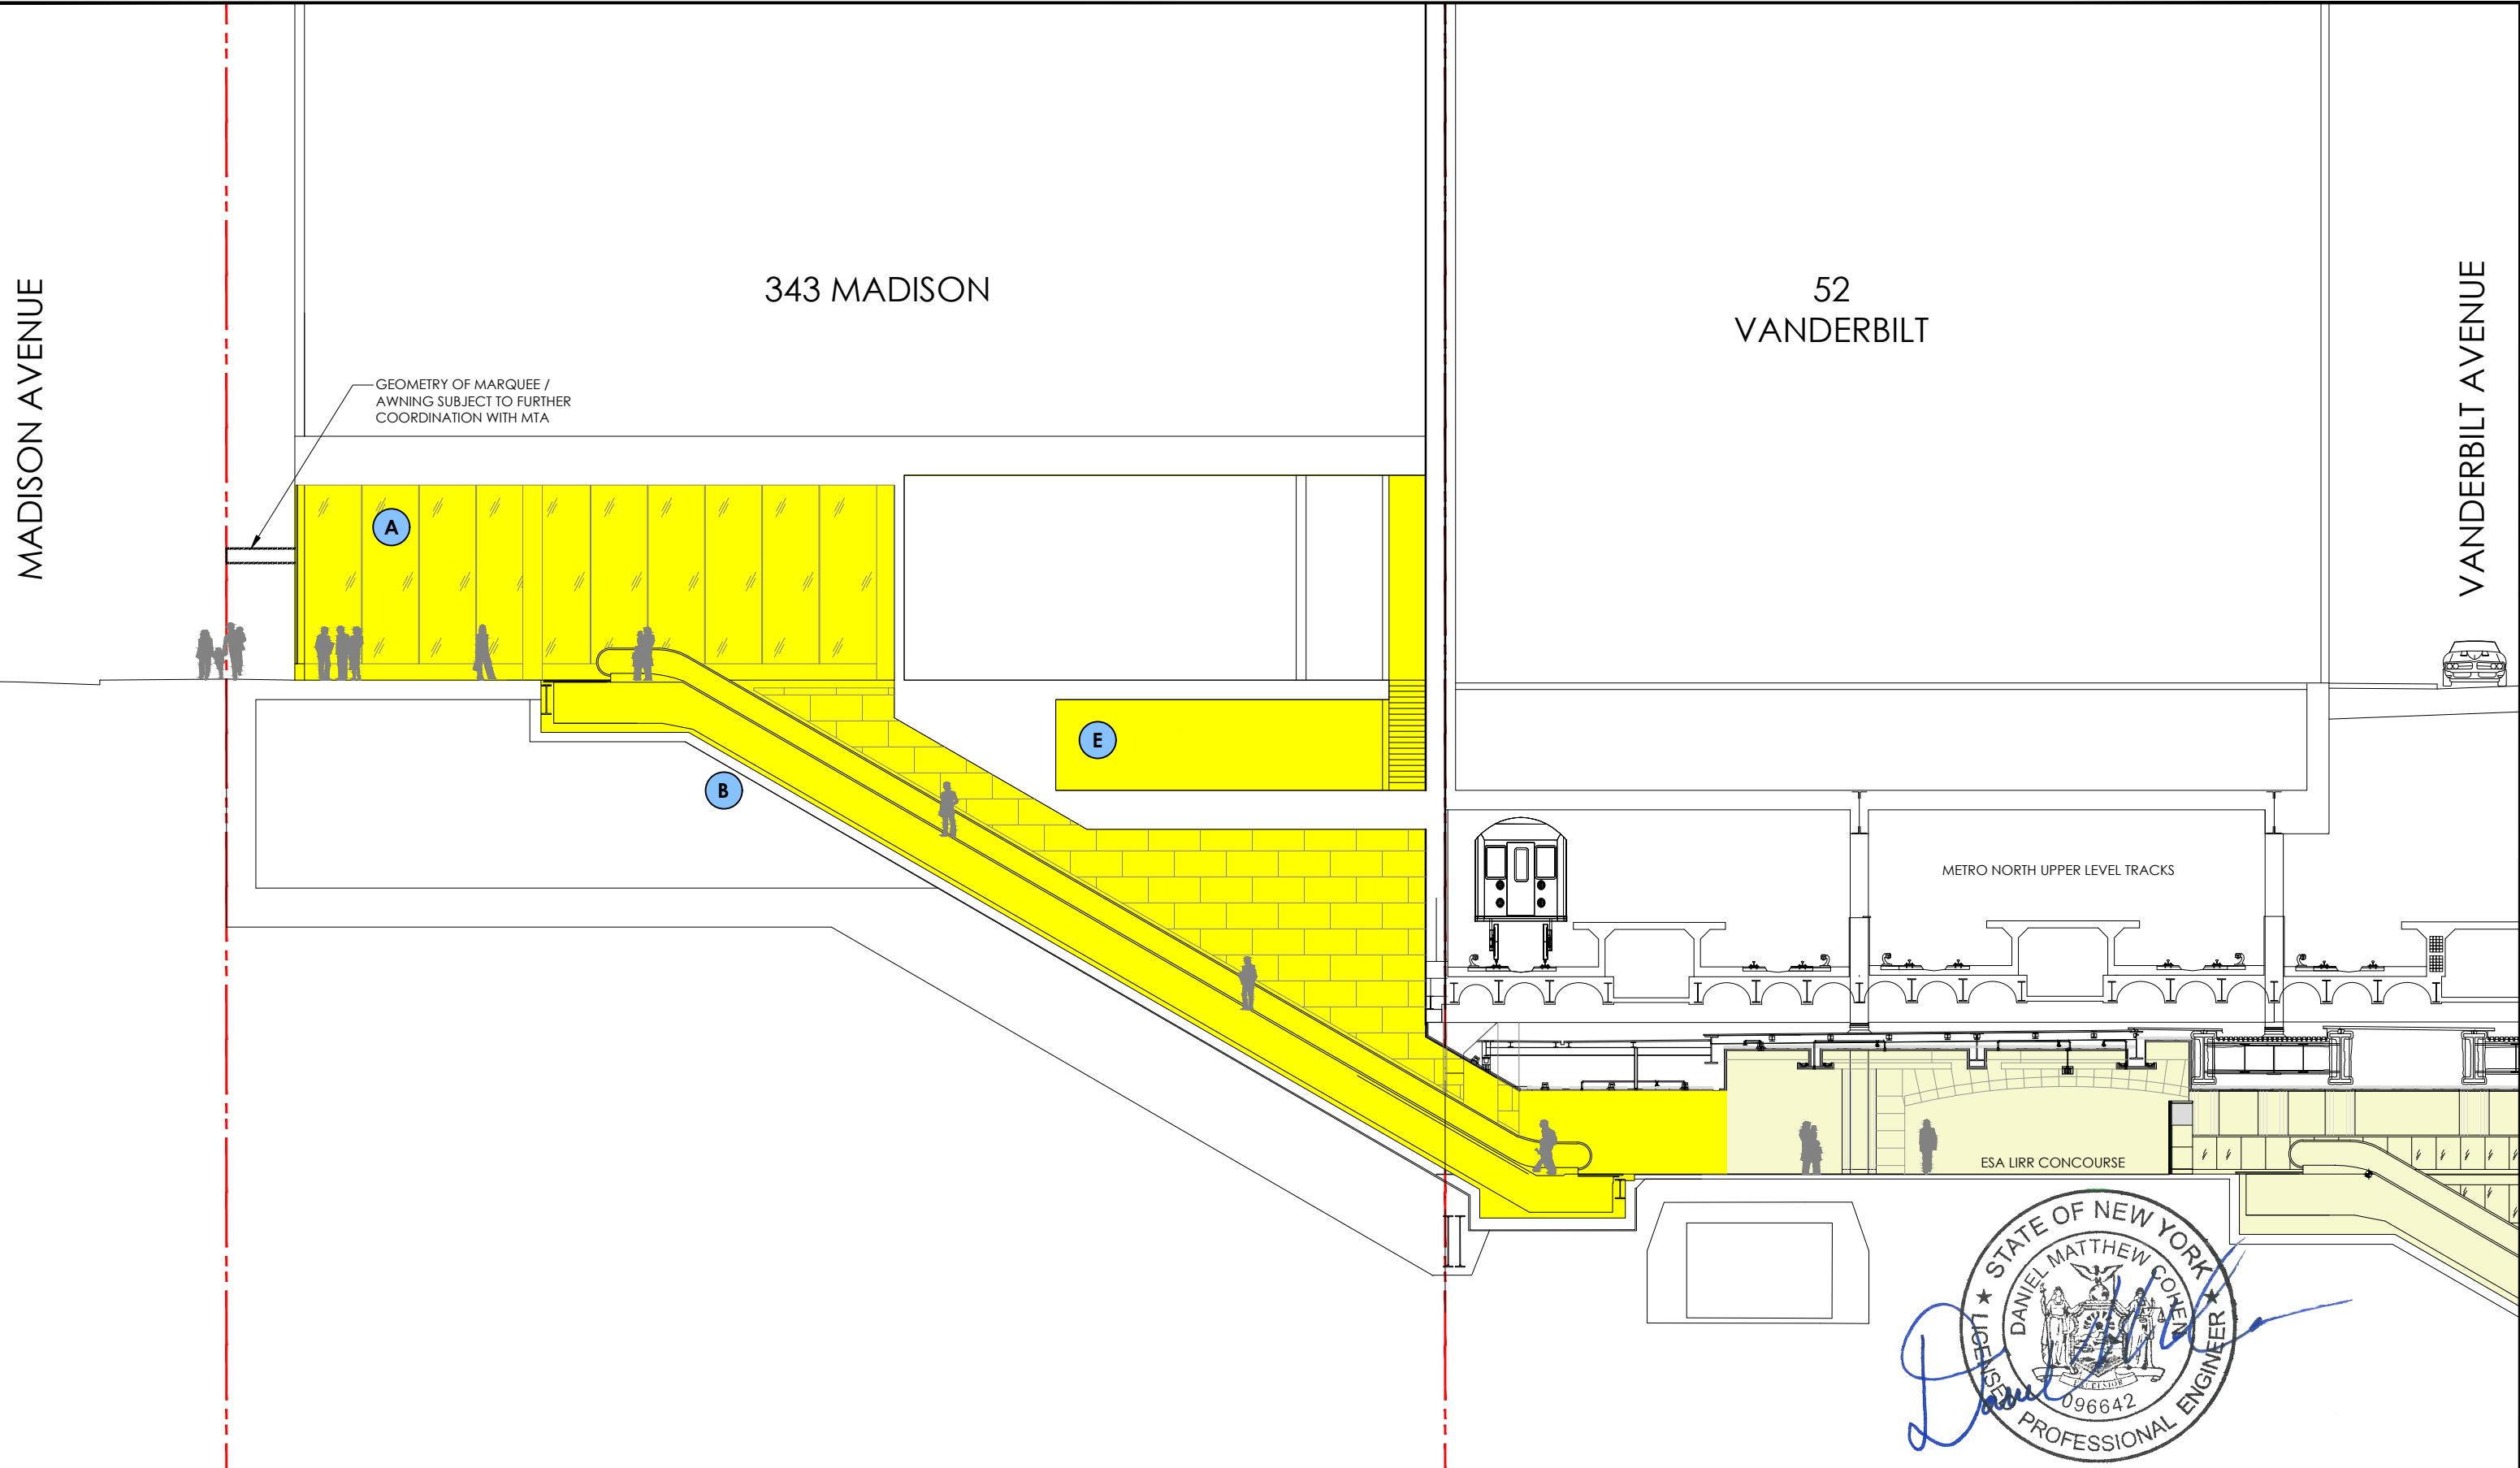 MADISON AVENUE
343 MADISON
52
VANDERBILT
VANDERBILT AVENUE
GEOMETRY OF MARQUEE /
AWNING SUBJECT TO FURTHER
COORDINATION WITH MTA
A
E
B
METRO NORTH UPPER LEVEL TRACKS
ESA LIRR CONCOURSE
STATE OF NEW YORK
DANIEL MATTHEW COHEN
EXCELSIOR
096642
LICENSED PROFESSIONAL ENGINEER